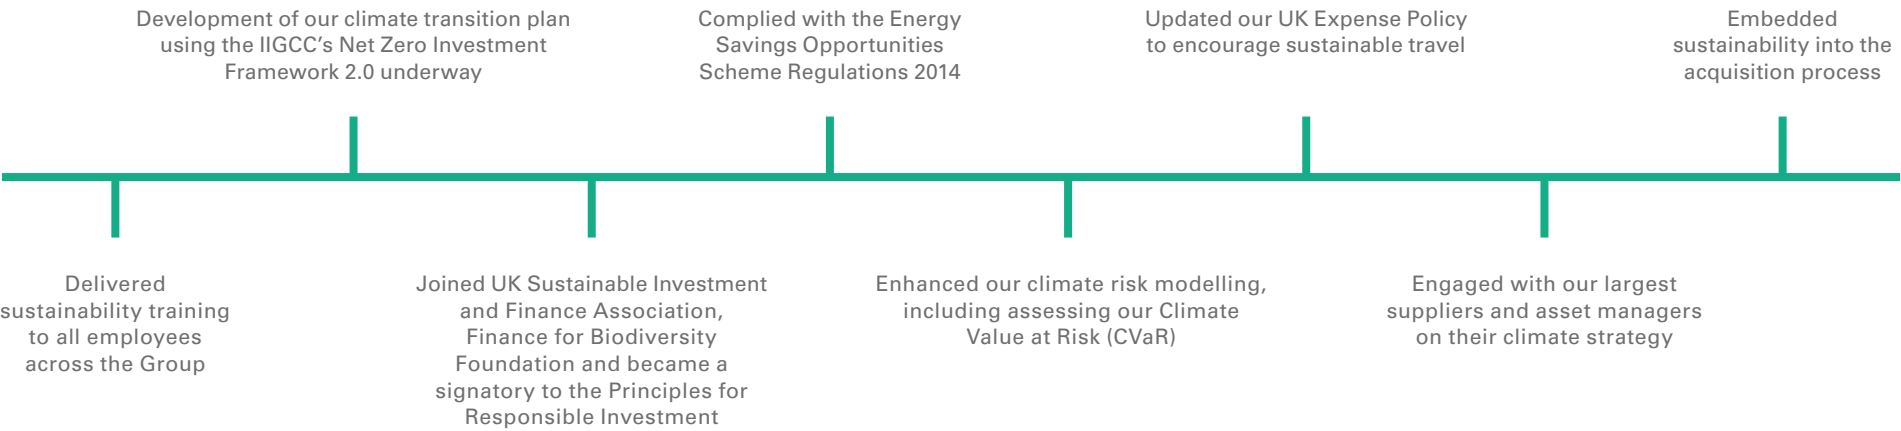 Development of our climate transition plan
using the IIGCC's Net Zero Investment
Framework 2.0 underway
Complied with the Energy
Savings Opportunities
Scheme Regulations 2014
Updated our UK Expense Policy
to encourage sustainable travel
Embedded
sustainability into the
acquisition process
Delivered
sustainability training
to all employees
across the Group
Joined UK Sustainable Investment
and Finance Association,
Finance for Biodiversity
Foundation and became a
signatory to the Principles for
Responsible Investment
Enhanced our climate risk modelling,
including assessing our Climate
Value at Risk (CVaR)
Engaged with our largest
suppliers and asset managers
on their climate strategy